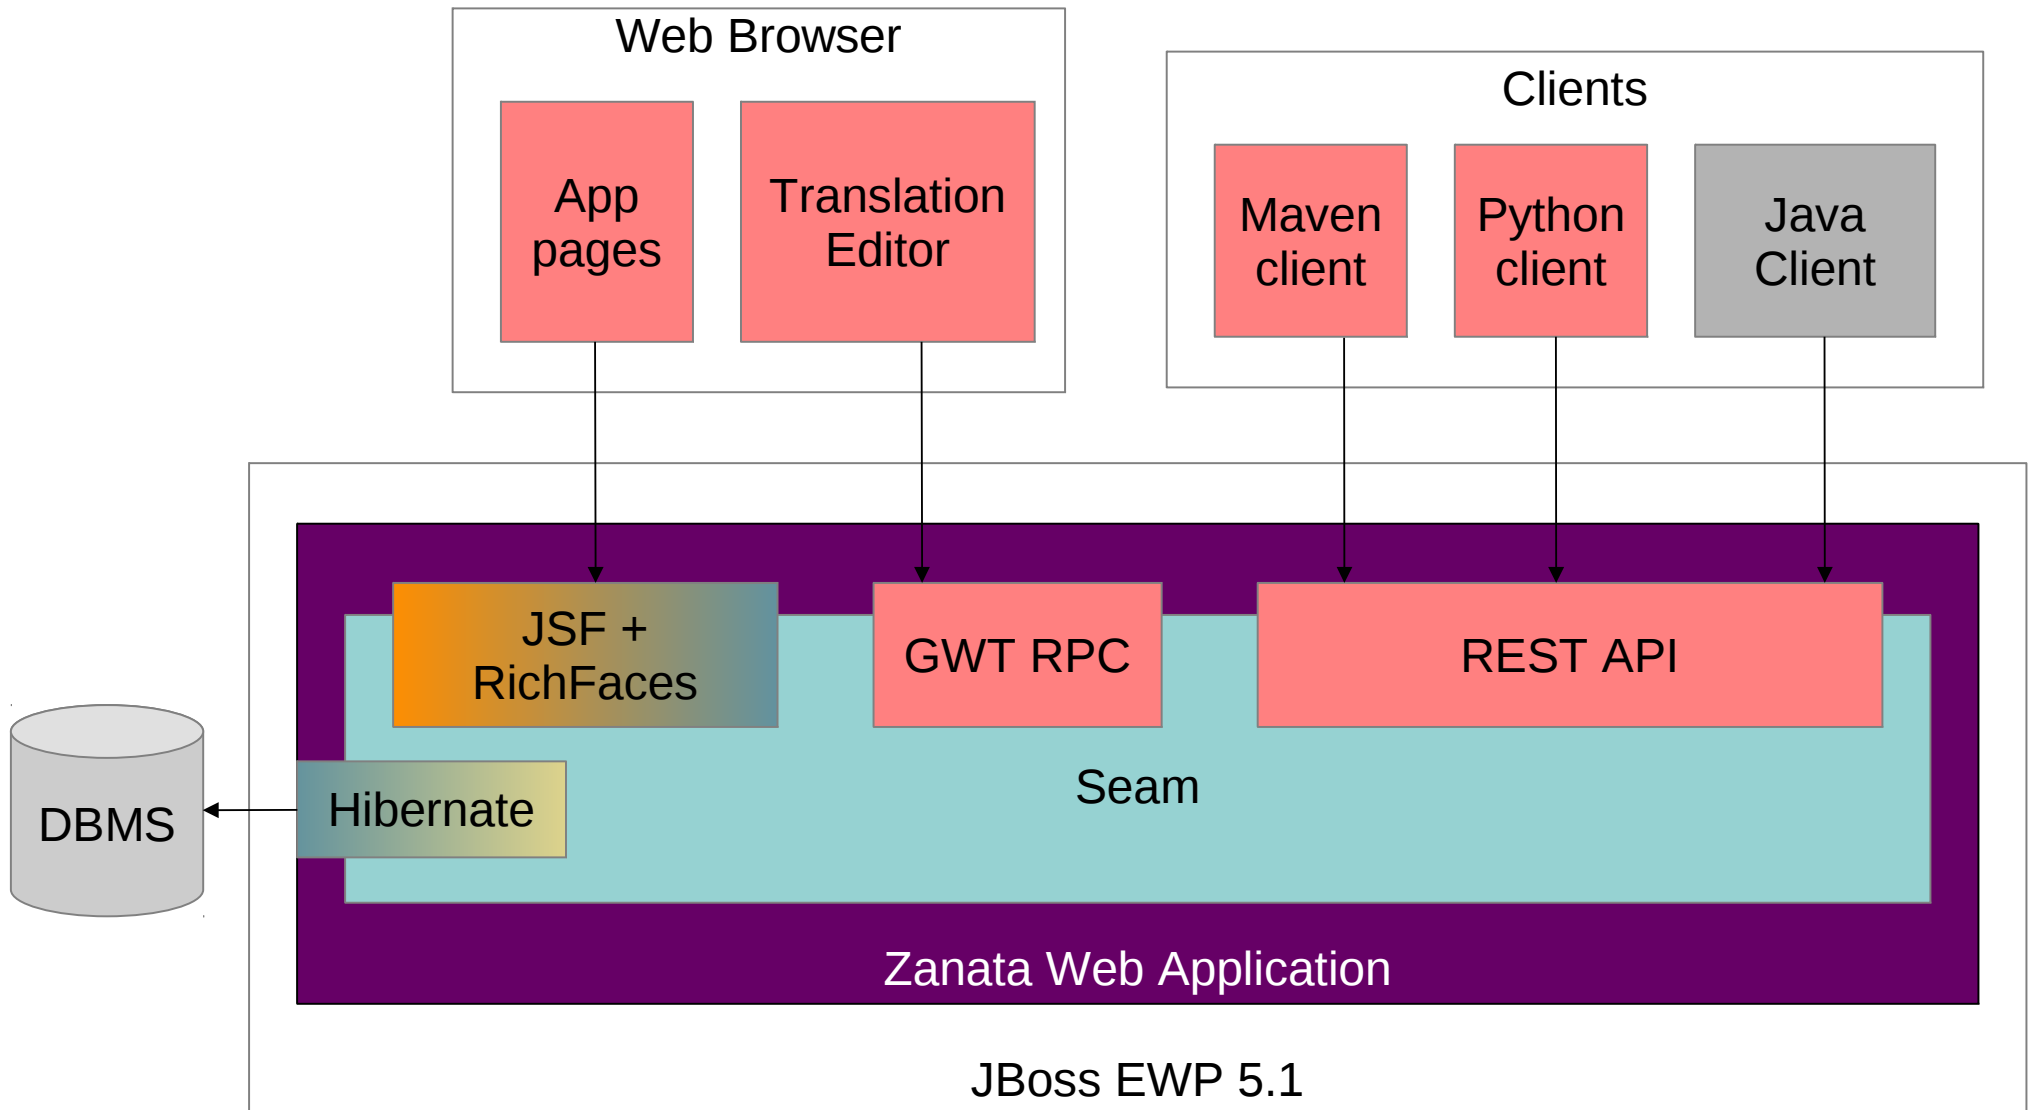 Web Browser
App
pages
Translation
Editor
Clients
Maven
client
Python
client
Java
Client
JSF +
RichFaces
GWT RPC
REST API
Seam
Hibernate
DBMS
Zanata Web Application
JBoss EWP 5.1